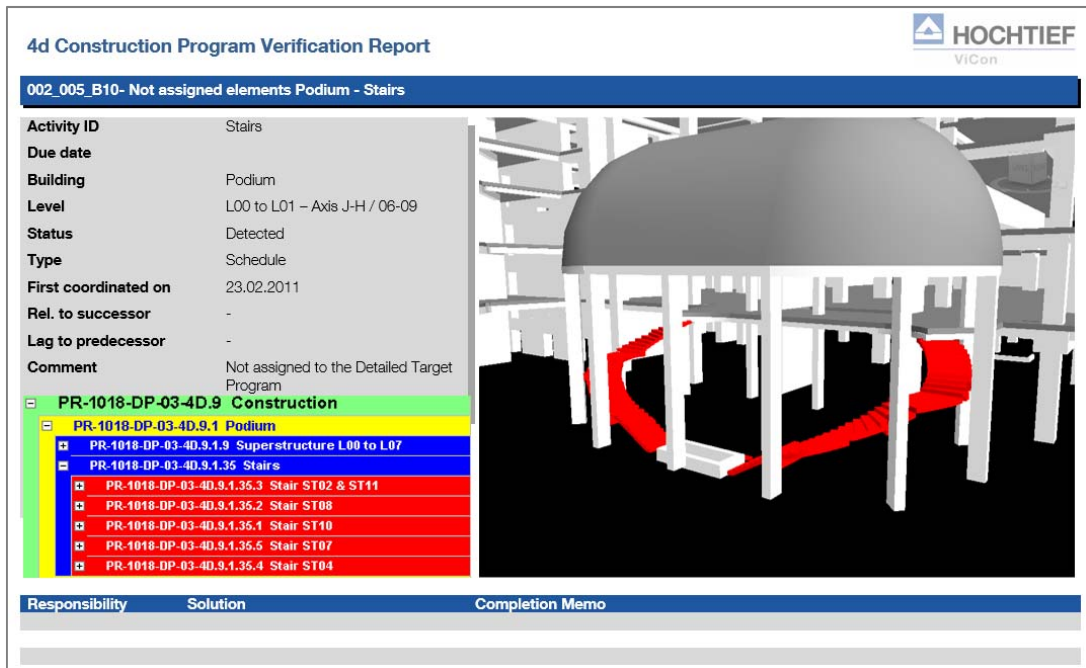 4d Construction Program Verification Report
HOCHTIEF
ViCon
002_005_B10- Not assigned elements Podium - Stairs
Activity ID Stairs
Due date
Building Podium
Level L00 to L01 – Axis J-H / 06-09
Status Detected
Type Schedule
First coordinated on 23.02.2011
Rel. to successor -
Lag to predecessor -
Comment Not assigned to the Detailed Target
Program
PR-1018-DP-03-4D.9 Construction
PR-1018-DP-03-4D.9.1 Podium
PR-1018-DP-03-4D.9.1.9 Superstructure L00 to L07
PR-1018-DP-03-4D.9.1.35 Stairs
PR-1018-DP-03-4D.9.1.35.3 Stair ST02 & ST11
PR-1018-DP-03-4D.9.1.35.2 Stair ST08
PR-1018-DP-03-4D.9.1.35.1 Stair ST10
PR-1018-DP-03-4D.9.1.35.5 Stair ST07
PR-1018-DP-03-4D.9.1.35.4 Stair ST04
Responsibility Solution Completion Memo